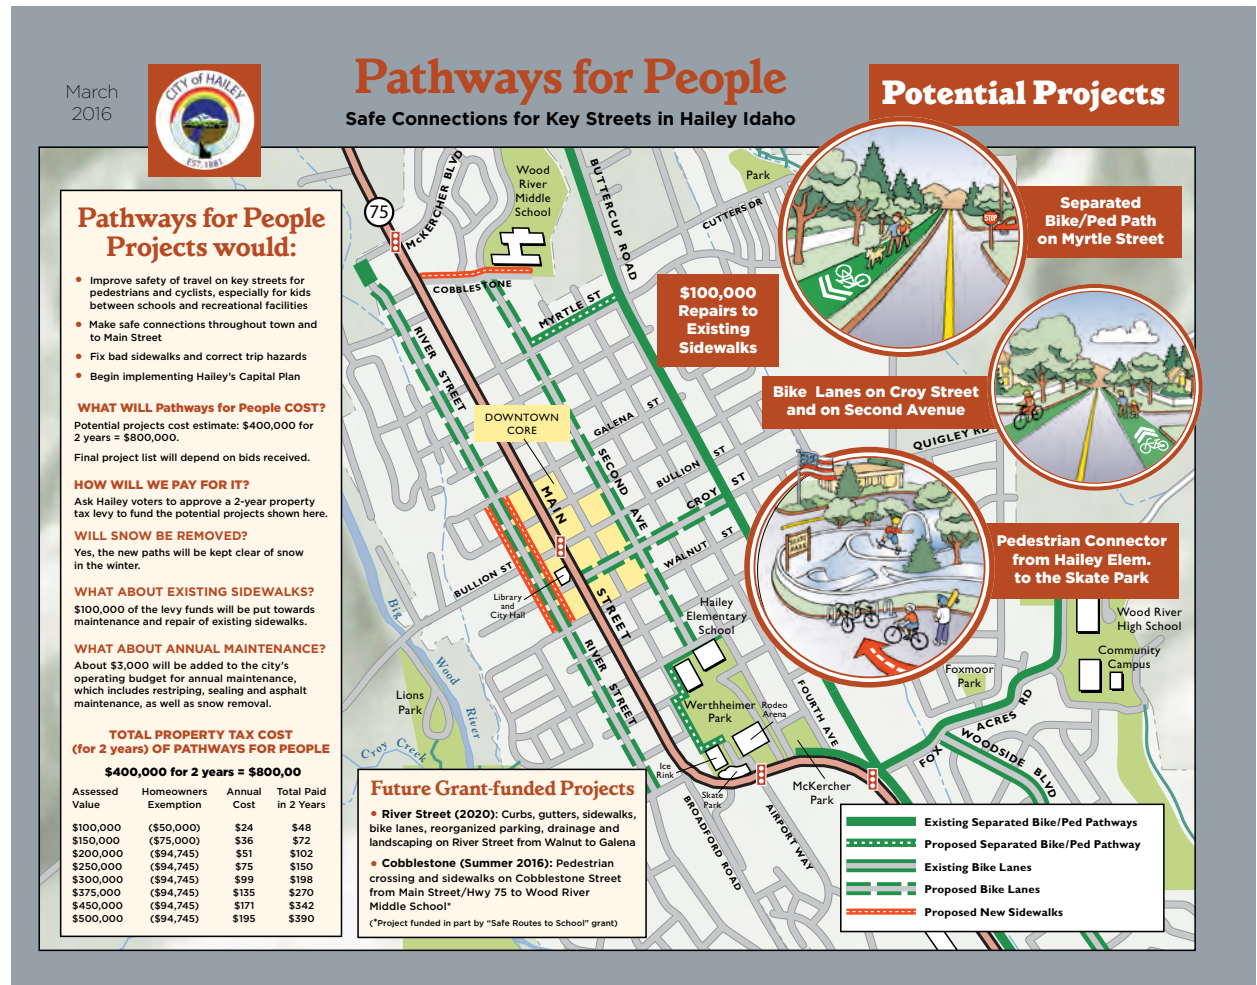 March
2016
CITY of HAILEY
EST. 1881
Pathways for People
Safe Connections for Key Streets in Hailey Idaho
Potential Projects
Pathways for People
Projects would:
• Improve safety of travel on key streets for
pedestrians and cyclists, especially for kids
between schools and recreational facilities
• Make safe connections throughout town and
to Main Street
• Fix bad sidewalks and correct trip hazards
• Begin implementing Hailey's Capital Plan
WHAT WILL Pathways for People COST?
Potential projects cost estimate: $400,000 for
2 years = $800,000.
Final project list will depend on bids received.
HOW WILL WE PAY FOR IT?
Ask Hailey voters to approve a 2-year property
tax levy to fund the potential projects shown here.
WILL SNOW BE REMOVED?
Yes, the new paths will be kept clear of snow
in the winter.
WHAT ABOUT EXISTING SIDEWALKS?
$100,000 of the levy funds will be put towards
maintenance and repair of existing sidewalks.
WHAT ABOUT ANNUAL MAINTENANCE?
About $3,000 will be added to the city's
operating budget for annual maintenance,
which includes restriping, sealing and asphalt
maintenance, as well as snow removal.
TOTAL PROPERTY TAX COST
(for 2 years) OF PATHWAYS FOR PEOPLE
$400,000 for 2 years = $800,00
Assessed Homeowners Annual Total Paid
Value Exemption Cost in 2 Years
$100,000 ($50,000) $24 $48
$150,000 ($75,000) $36 $72
$200,000 ($94,745) $51 $102
$250,000 ($94,745) $75 $150
$300,000 ($94,745) $99 $198
$375,000 ($94,745) $135 $270
$450,000 ($94,745) $171 $342
$500,000 ($94,745) $195 $390
75
McKERCHER BLVD
Wood
River
Middle
School
BUTTERCUP ROAD
Park
CUTTERS DR
COBBLESTONE
MYRTLE ST
RIVER STREET
DOWNTOWN
CORE
GALENA ST
SECOND AVE
BULLION ST
CROY ST
WALNUT ST
MAIN STREET
BULLION ST
Library
and
City Hall
QUIGLEY RD
Big Wood River
Lions
Park
Croy Creek
RIVER STREET
Hailey
Elementary
School
Werthheimer
Park
Rodeo
Arena
Ice
Rink
Skate
Park
FOURTH AVE
McKercher
Park
BROADFORD ROAD
AIRPORT WAY
Foxmoor
Park
FOX ACRES RD
WOODSIDE BLVD
Wood River
High School
Community
Campus
STOP
SKATE
PARK
Separated
Bike/Ped Path
on Myrtle Street
$100,000
Repairs to
Existing
Sidewalks
Bike Lanes on Croy Street
and on Second Avenue
Pedestrian Connector
from Hailey Elem.
to the Skate Park
Future Grant-funded Projects
• River Street (2020): Curbs, gutters, sidewalks,
bike lanes, reorganized parking, drainage and
landscaping on River Street from Walnut to Galena
• Cobblestone (Summer 2016): Pedestrian
crossing and sidewalks on Cobblestone Street
from Main Street/Hwy 75 to Wood River
Middle School*
(*Project funded in part by "Safe Routes to School" grant)
Existing Separated Bike/Ped Pathways
Proposed Separated Bike/Ped Pathway
Existing Bike Lanes
Proposed Bike Lanes
Proposed New Sidewalks